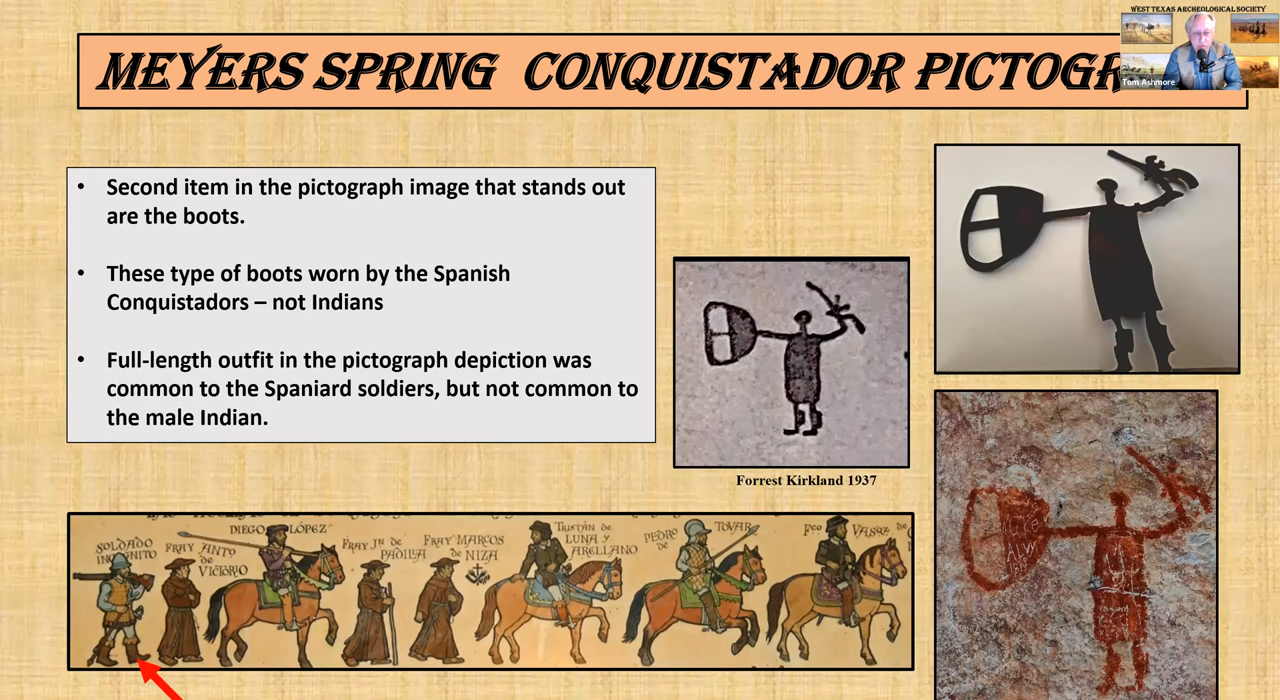 WEST TEXAS ARCHEOLOGICAL SOCIETY
Tom Ashmore
MEYERS SPRING CONQUISTADOR PICTOGR
• Second item in the pictograph image that stands out
are the boots.
• These type of boots worn by the Spanish
Conquistadors – not Indians
• Full-length outfit in the pictograph depiction was
common to the Spaniard soldiers, but not common to
the male Indian.
Forrest Kirkland 1937
SOLDADO
FRAY ANTº
de
VICTORIO
DIEGO LÓPEZ
FRAY Jn de
PADILLA
FRAY MARCOS
de NIZA
TRISTÁN de
LUNA y
ARELLANO
PEDRO
de
TOVAR
Fco VASQZ de